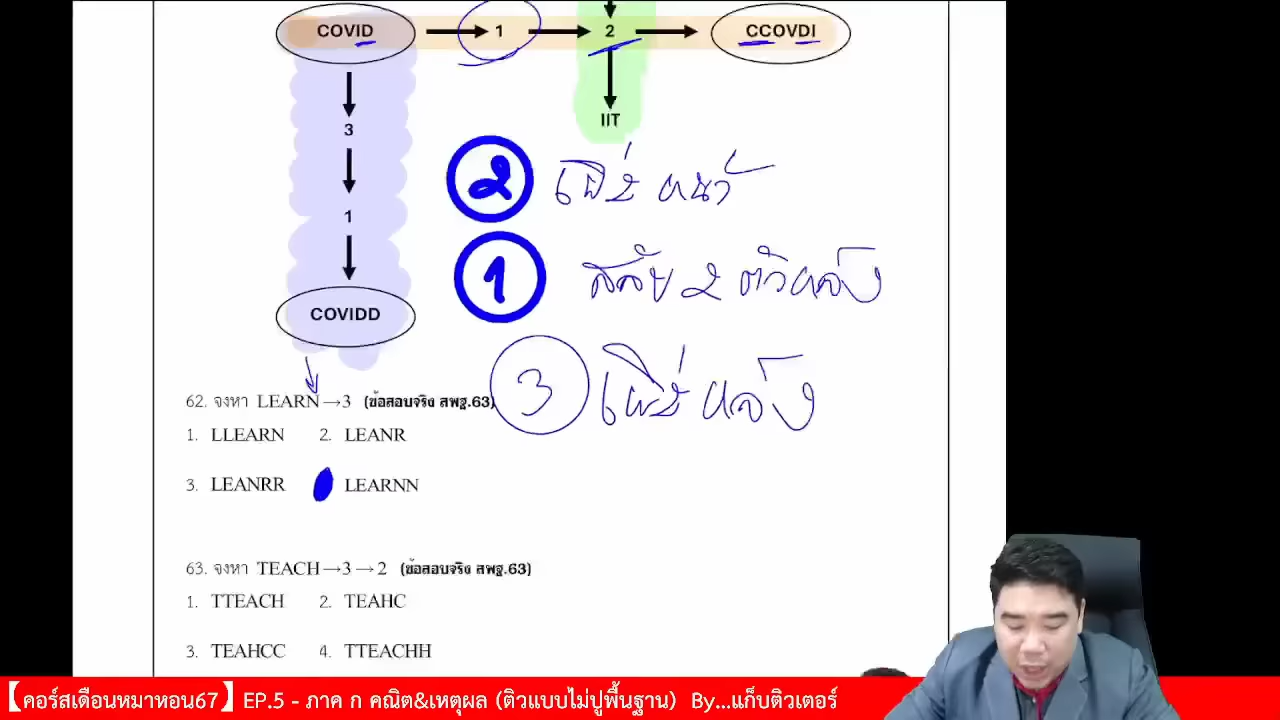 COVID 1 2 CCOVDI
3
IIT
1
② เพิ่ม หน้า
① สลับ 2 ตัวหลัง
COVIDD
③ เพิ่ม หลัง
62. จงหา LEARN→3 (ข้อสอบจริง สพฐ.63)
1. LLEARN 2. LEANR
3. LEANRR LEARNN
63. จงหา TEACH→3→2 (ข้อสอบจริง สพฐ.63)
1. TTEACH 2. TEAHC
3. TEAHCC 4. TTEACHH
【คอร์สเดือนหมาหอน67】EP.5 - ภาค ก คณิต&เหตุผล (ติวแบบไม่ปูพื้นฐาน) By...แก็บติวเตอร์